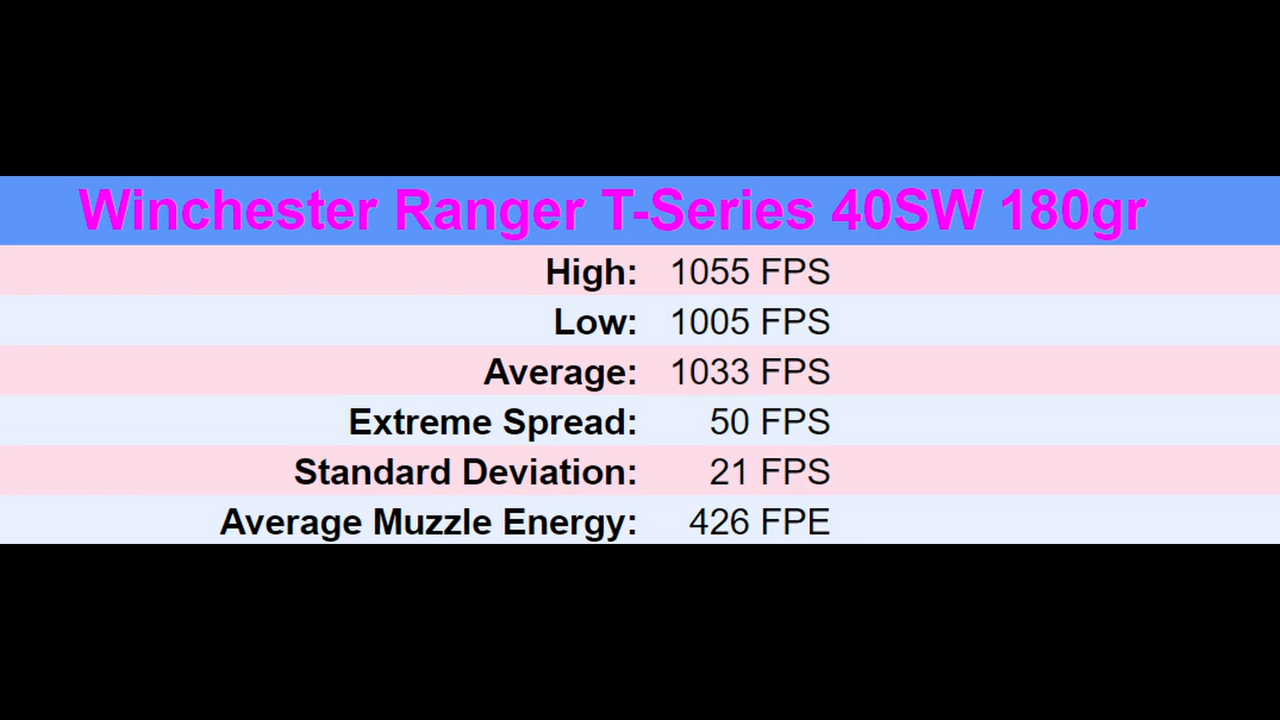 Winchester Ranger T-Series 40SW 180gr
High: 1055 FPS
Low: 1005 FPS
Average: 1033 FPS
Extreme Spread: 50 FPS
Standard Deviation: 21 FPS
Average Muzzle Energy: 426 FPE